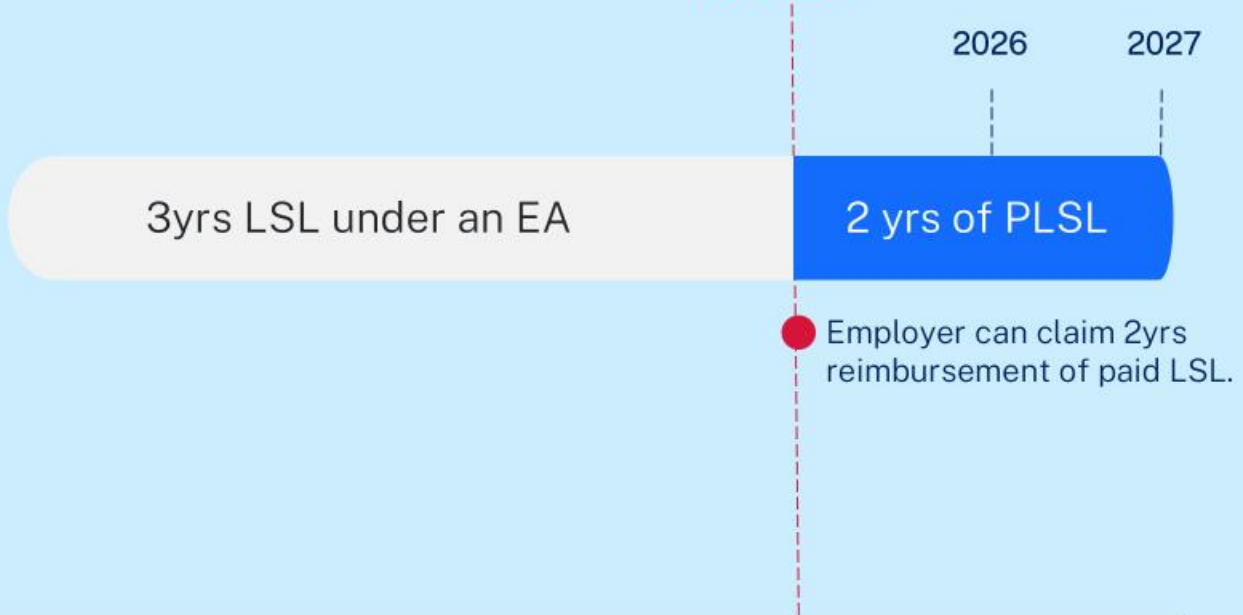 2026 2027
3yrs LSL under an EA
2 yrs of PLSL
Employer can claim 2yrs
reimbursement of paid LSL.